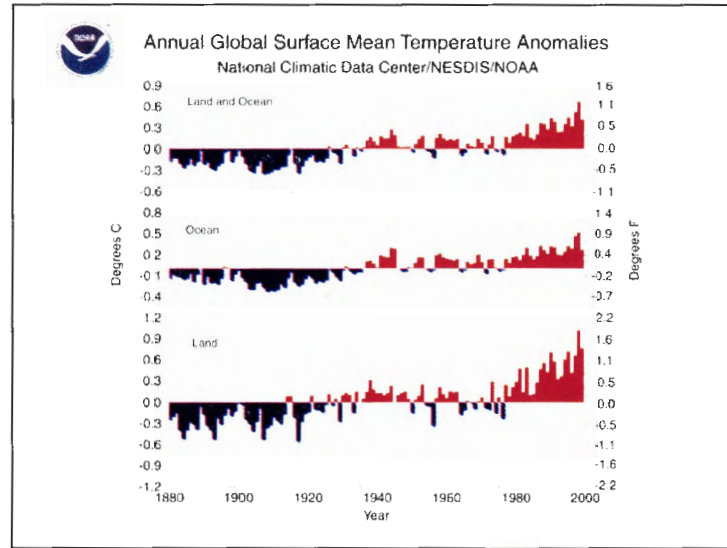 NOAA
Annual Global Surface Mean Temperature Anomalies
National Climatic Data Center/NESDIS/NOAA
Degrees C
Degrees F
Land and Ocean
0.9 1.6
0.6 1.1
0.3 0.5
0.0 0.0
-0.3 -0.5
-0.6 -1.1
Ocean
0.8 1.4
0.5 0.9
0.2 0.4
-0.1 -0.2
-0.4 -0.7
Land
1.2 2.2
0.9 1.6
0.6 1.1
0.3 0.5
0.0 0.0
-0.3 -0.5
-0.6 -1.1
-0.9 -1.6
-1.2 -2.2
1880 1900 1920 1940 1960 1980 2000
Year